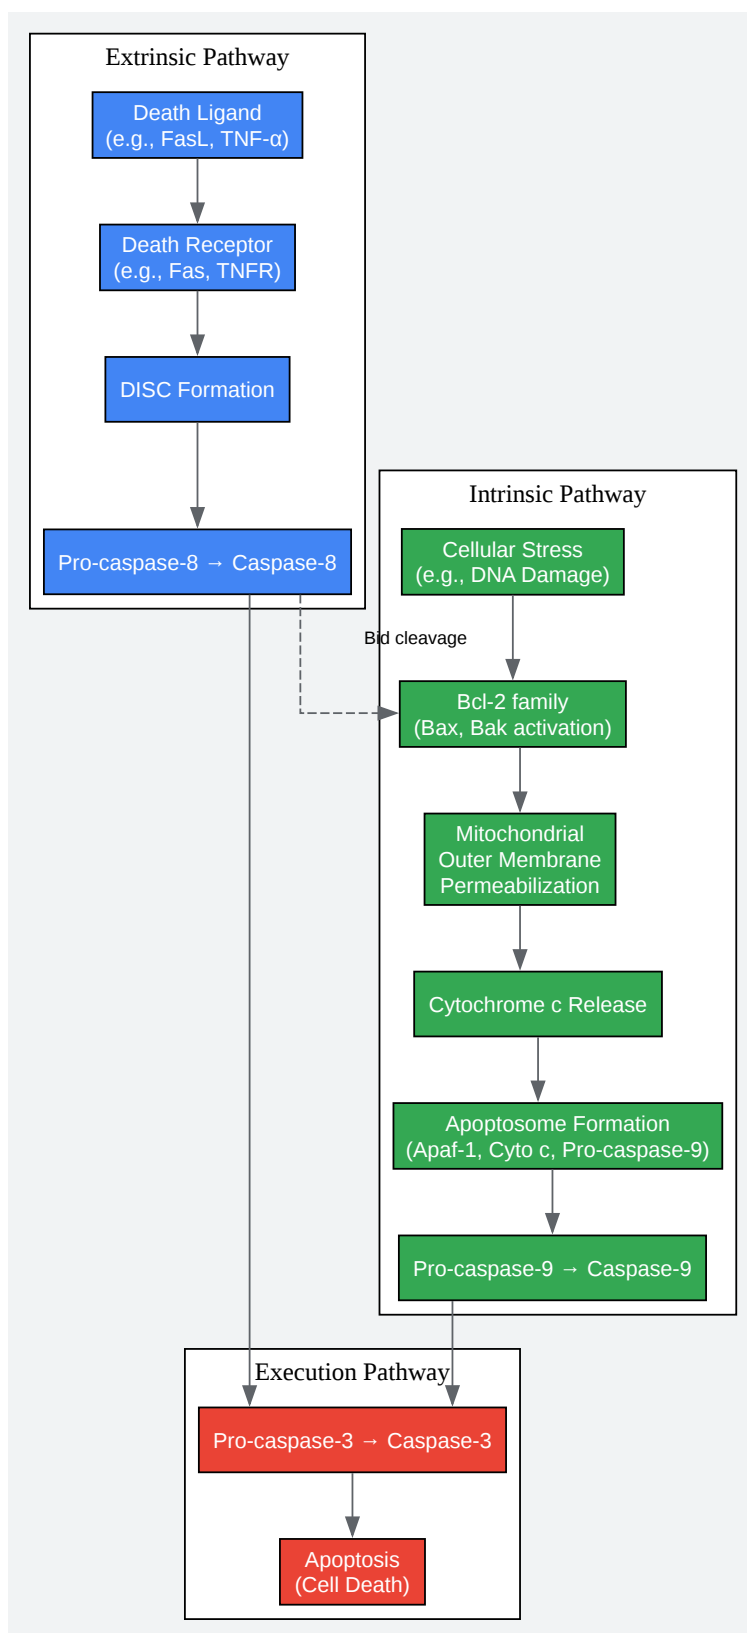 Extrinsic Pathway
Death Ligand
(e.g., FasL, TNF-α)
Death Receptor
(e.g., Fas, TNFR)
DISC Formation
Pro-caspase-8 → Caspase-8
Intrinsic Pathway
Cellular Stress
(e.g., DNA Damage)
Bid cleavage
Bcl-2 family
(Bax, Bak activation)
Mitochondrial
Outer Membrane
Permeabilization
Cytochrome c Release
Apoptosome Formation
(Apaf-1, Cyto c, Pro-caspase-9)
Pro-caspase-9 → Caspase-9
Execution Pathway
Pro-caspase-3 → Caspase-3
Apoptosis
(Cell Death)